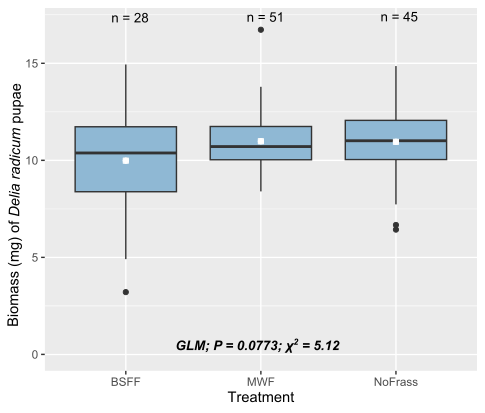 n = 28 n = 51 n = 45
15
10
5
0
Biomass (mg) of Delia radicum pupae
GLM; P = 0.0773; χ² = 5.12
BSFF MWF NoFrass
Treatment